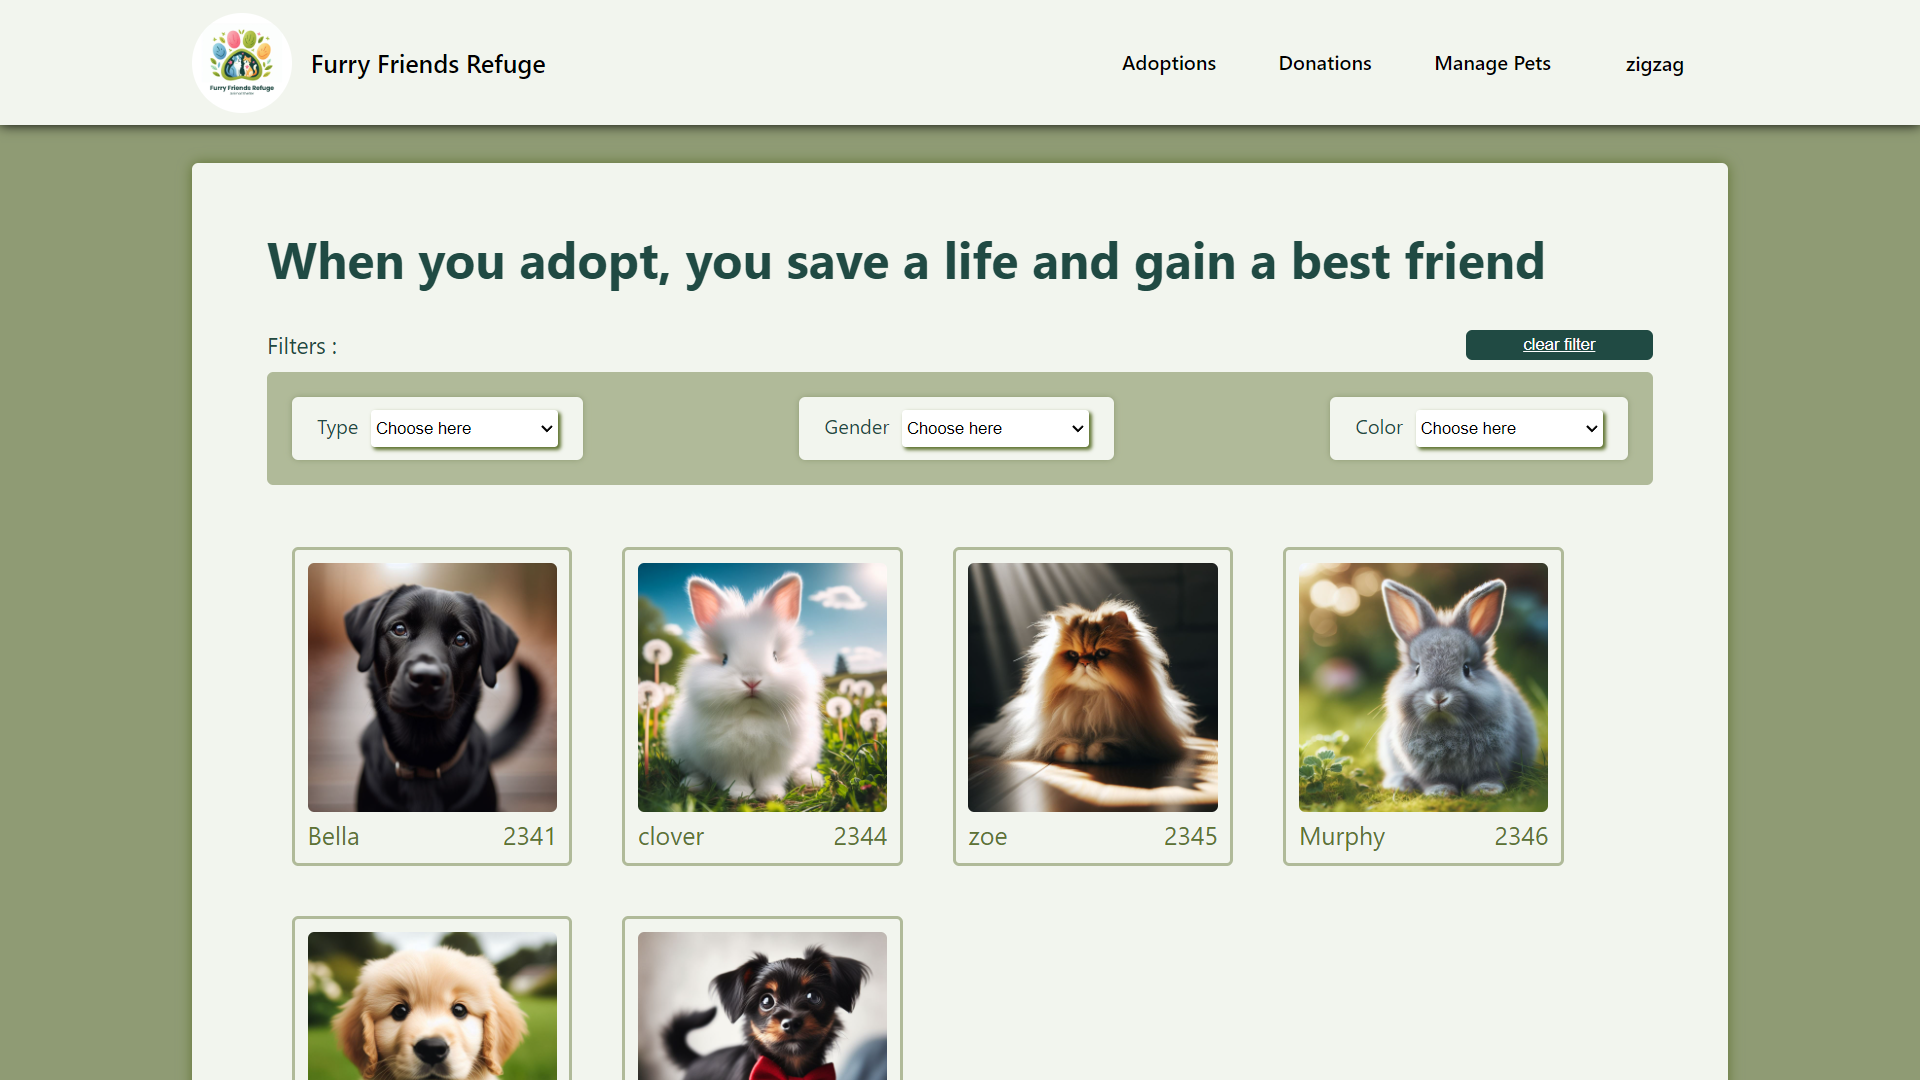 Furry Friends Refuge
Furry Friends Refuge
Adoptions
Donations
Manage Pets
zigzag
When you adopt, you save a life and gain a best friend
Filters :
clear filter
Type
Choose here
Gender
Choose here
Color
Choose here
Bella
2341
clover
2344
zoe
2345
Murphy
2346